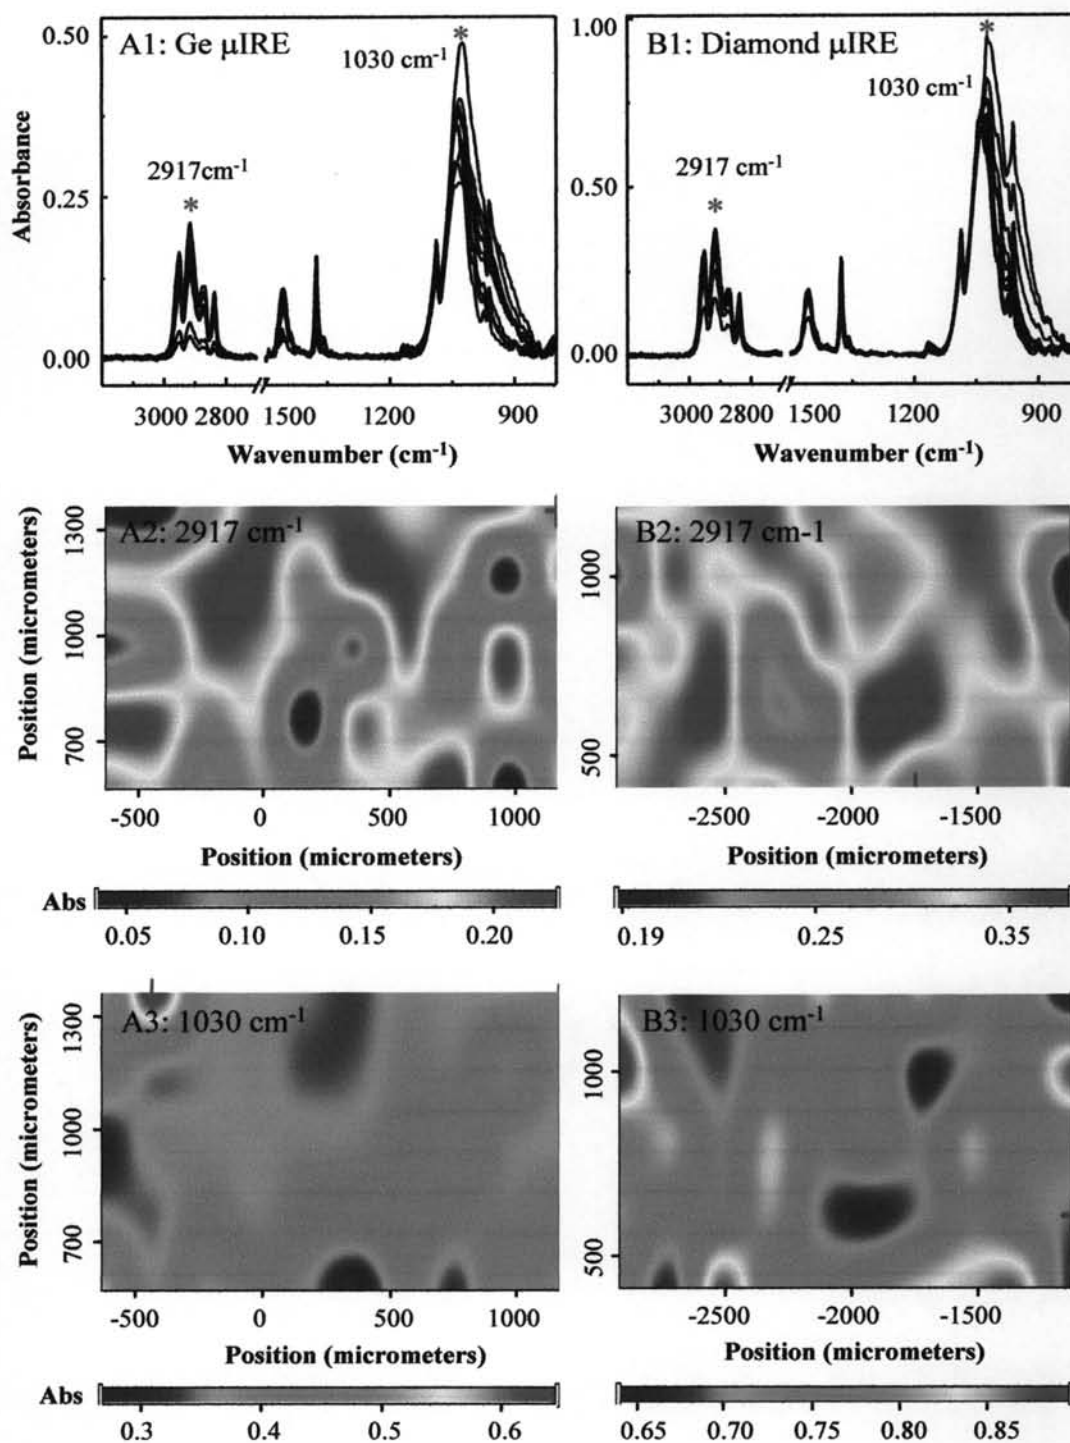 A1: Ge μIRE
0.50
0.25
0.00
Absorbance
2917cm-1
*
1030 cm-1
*
3000 2800 1500 1200 900
Wavenumber (cm-1)
B1: Diamond μIRE
1.00
0.50
0.00
2917 cm-1
*
1030 cm-1
*
3000 2800 1500 1200 900
Wavenumber (cm-1)
A2: 2917 cm-1
Position (micrometers)
1300
1000
700
-500 0 500 1000
Position (micrometers)
Abs
0.05 0.10 0.15 0.20
B2: 2917 cm-1
1000
500
-2500 -2000 -1500
Position (micrometers)
0.19 0.25 0.35
A3: 1030 cm-1
Position (micrometers)
1300
1000
700
-500 0 500 1000
Position (micrometers)
Abs
0.3 0.4 0.5 0.6
B3: 1030 cm-1
1000
500
-2500 -2000 -1500
Position (micrometers)
0.65 0.70 0.75 0.80 0.85